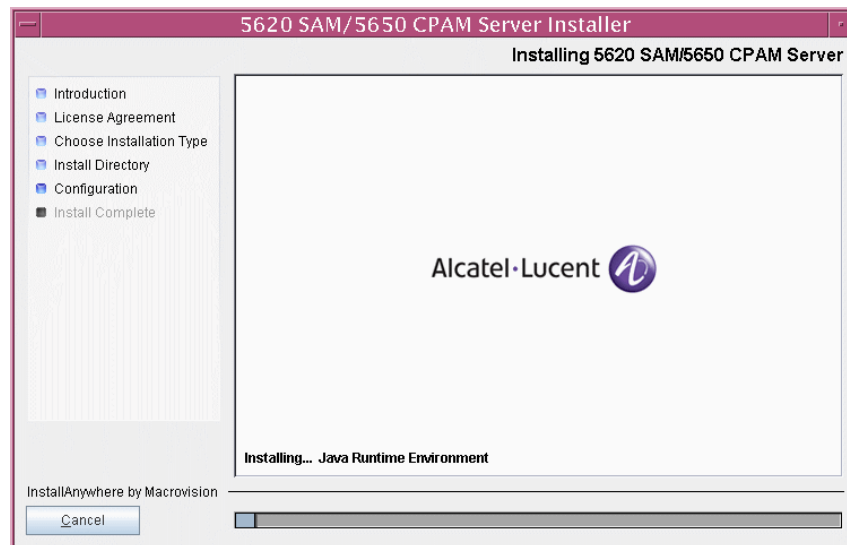 5620 SAM/5650 CPAM Server Installer
Installing 5620 SAM/5650 CPAM Server
Introduction
License Agreement
Choose Installation Type
Install Directory
Configuration
Install Complete
Alcatel·Lucent
Installing... Java Runtime Environment
InstallAnywhere by Macrovision
Cancel